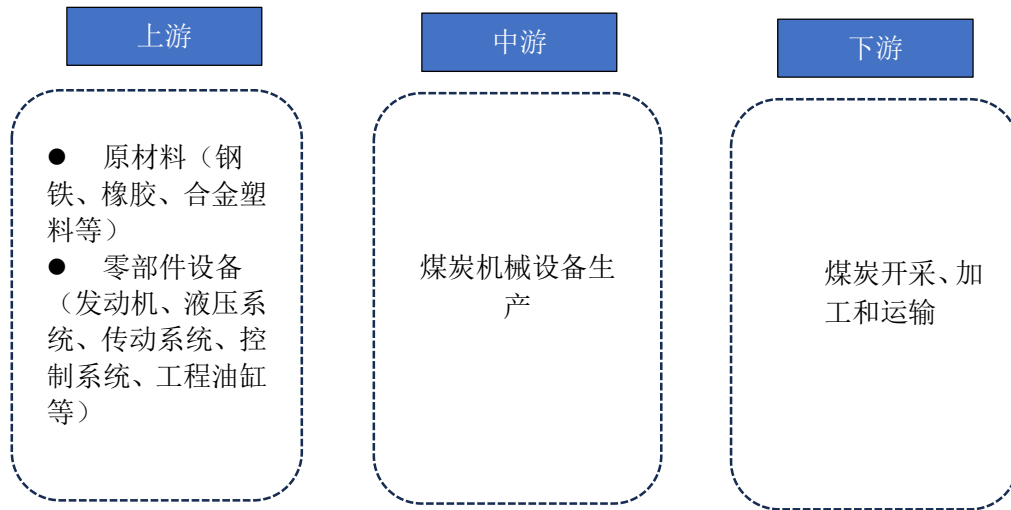 上游
● 原材料（钢
铁、橡胶、合金塑
料等）
● 零部件设备
（发动机、液压系
统、传动系统、控
制系统、工程油缸
等）
中游
煤炭机械设备生
产
下游
煤炭开采、加
工和运输